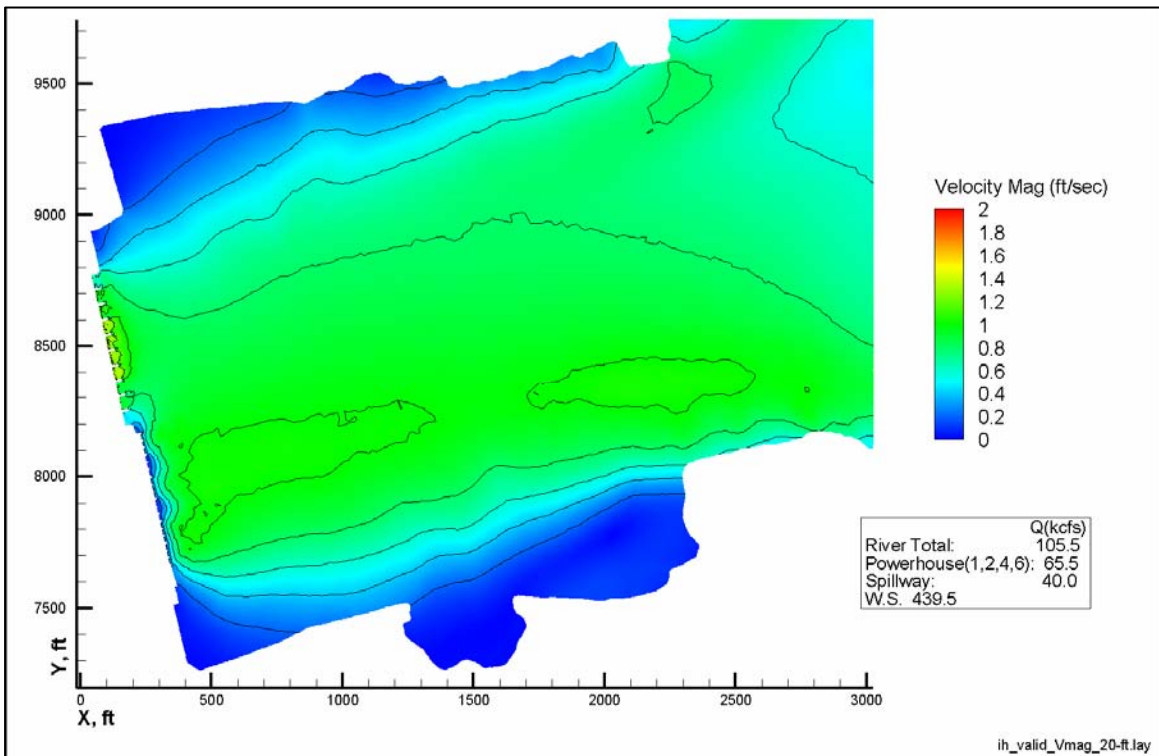 9500
9000
8500
8000
7500
Y, ft
0 500 1000 1500 2000 2500 3000
X, ft
Velocity Mag (ft/sec)
2
1.8
1.6
1.4
1.2
1
0.8
0.6
0.4
0.2
0
Q(kcfs)
River Total: 105.5
Powerhouse(1,2,4,6): 65.5
Spillway: 40.0
W.S. 439.5
ih_valid_Vmag_20-ft.lay